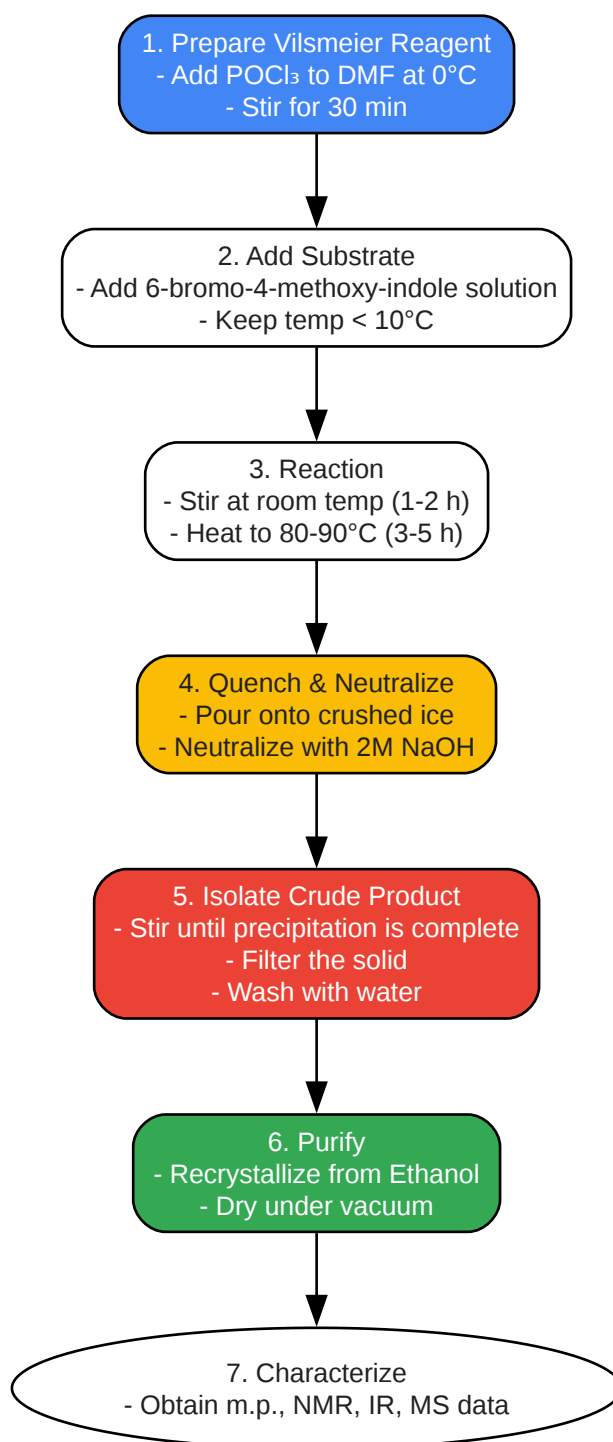 1. Prepare Vilsmeier Reagent
- Add POCl₃ to DMF at 0°C
- Stir for 30 min
2. Add Substrate
- Add 6-bromo-4-methoxy-indole solution
- Keep temp < 10°C
3. Reaction
- Stir at room temp (1-2 h)
- Heat to 80-90°C (3-5 h)
4. Quench & Neutralize
- Pour onto crushed ice
- Neutralize with 2M NaOH
5. Isolate Crude Product
- Stir until precipitation is complete
- Filter the solid
- Wash with water
6. Purify
- Recrystallize from Ethanol
- Dry under vacuum
7. Characterize
- Obtain m.p., NMR, IR, MS data